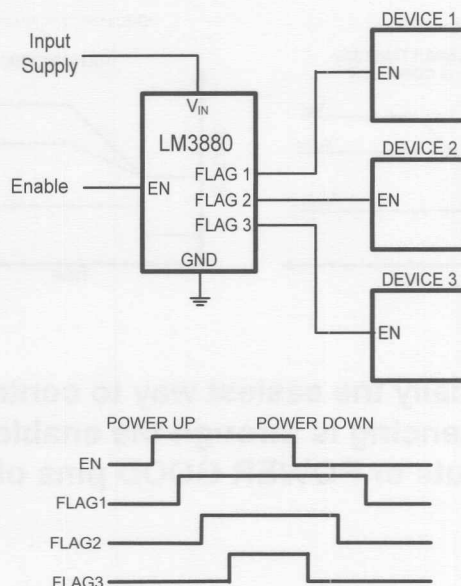 DEVICE 1
Input
Supply
EN
VIN
LM3880
DEVICE 2
FLAG 1
Enable
EN
FLAG 2
EN
FLAG 3
GND
DEVICE 3
EN
POWER UP
POWER DOWN
EN
FLAG1
FLAG2
FLAG3